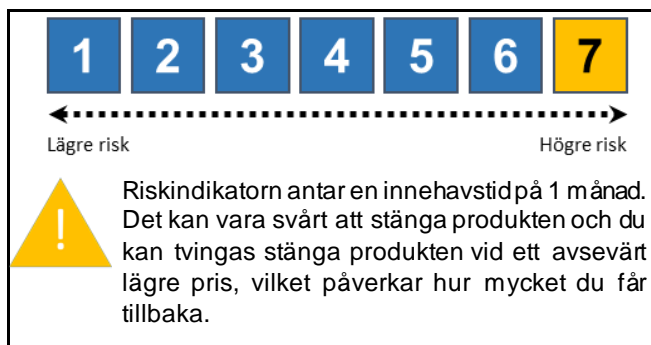 1 2 3 4 5 6 7
Lägre risk Högre risk
!
Riskindikatorn antar en innehavstid på 1 månad.
Det kan vara svårt att stänga produkten och du
kan tvingas stänga produkten vid ett avsevärt
lägre pris, vilket påverkar hur mycket du får
tillbaka.